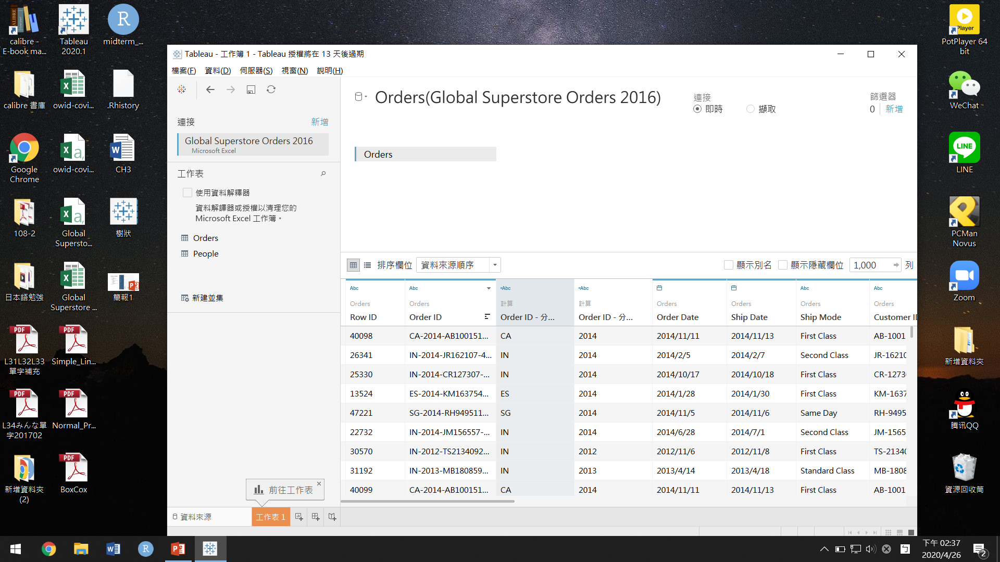 calibre -
E-book ma...
Tableau
2020.1
midterm_...
calibre 書庫
owid-covi...
.Rhistory
Google
Chrome
owid-covi...
CH3
108-2
Global
Supersto...
樹狀
日本語勉強
Global
Superstore ...
簡報1
L31L32L33
單字補充
Simple_Lin...
L34みんな單
字201702
Normal_Pr...
新增資料夾
(2)
BoxCox
Tableau - 工作簿 1 - Tableau 授權將在 13 天後過期
檔案(F) 資料(D) 伺服器(S) 視窗(N) 說明(H)
連接 新增
Global Superstore Orders 2016
Microsoft Excel
工作表
使用資料解釋器
資料解譯器或授權以清理您的
Microsoft Excel 工作簿。
Orders
People
新建並集
前往工作表
Orders(Global Superstore Orders 2016)
連接
即時 擷取
篩選器
0 新增
Orders
排序欄位 資料來源順序 顯示別名 顯示隱藏欄位 1,000 列
Abc Abc =Abc =Abc Abc Abc
Orders Orders 計算 計算 Orders Orders Orders Orders
Row ID Order ID Order ID - 分... Order ID - 分... Order Date Ship Date Ship Mode Customer ID
40098 CA-2014-AB100151... CA 2014 2014/11/11 2014/11/13 First Class AB-1001
26341 IN-2014-JR162107-4... IN 2014 2014/2/5 2014/2/7 Second Class JR-16210
25330 IN-2014-CR127307-... IN 2014 2014/10/17 2014/10/18 First Class CR-1273
13524 ES-2014-KM163754... ES 2014 2014/1/28 2014/1/30 First Class KM-1637
47221 SG-2014-RH949511... SG 2014 2014/11/5 2014/11/6 Same Day RH-9495
22732 IN-2014-JM156557-... IN 2014 2014/6/28 2014/7/1 Second Class JM-1565
30570 IN-2012-TS2134092... IN 2012 2012/11/6 2012/11/8 First Class TS-2134
31192 IN-2013-MB180859... IN 2013 2013/4/14 2013/4/18 Standard Class MB-1808
40099 CA-2014-AB100151... CA 2014 2014/11/11 2014/11/13 First Class AB-1001
資料來源 工作表 1
PotPlayer 64
bit
WeChat
LINE
PCMan
Novus
Zoom
新增資料夾
腾讯QQ
資源回收筒
下午 02:37
2020/4/26
2